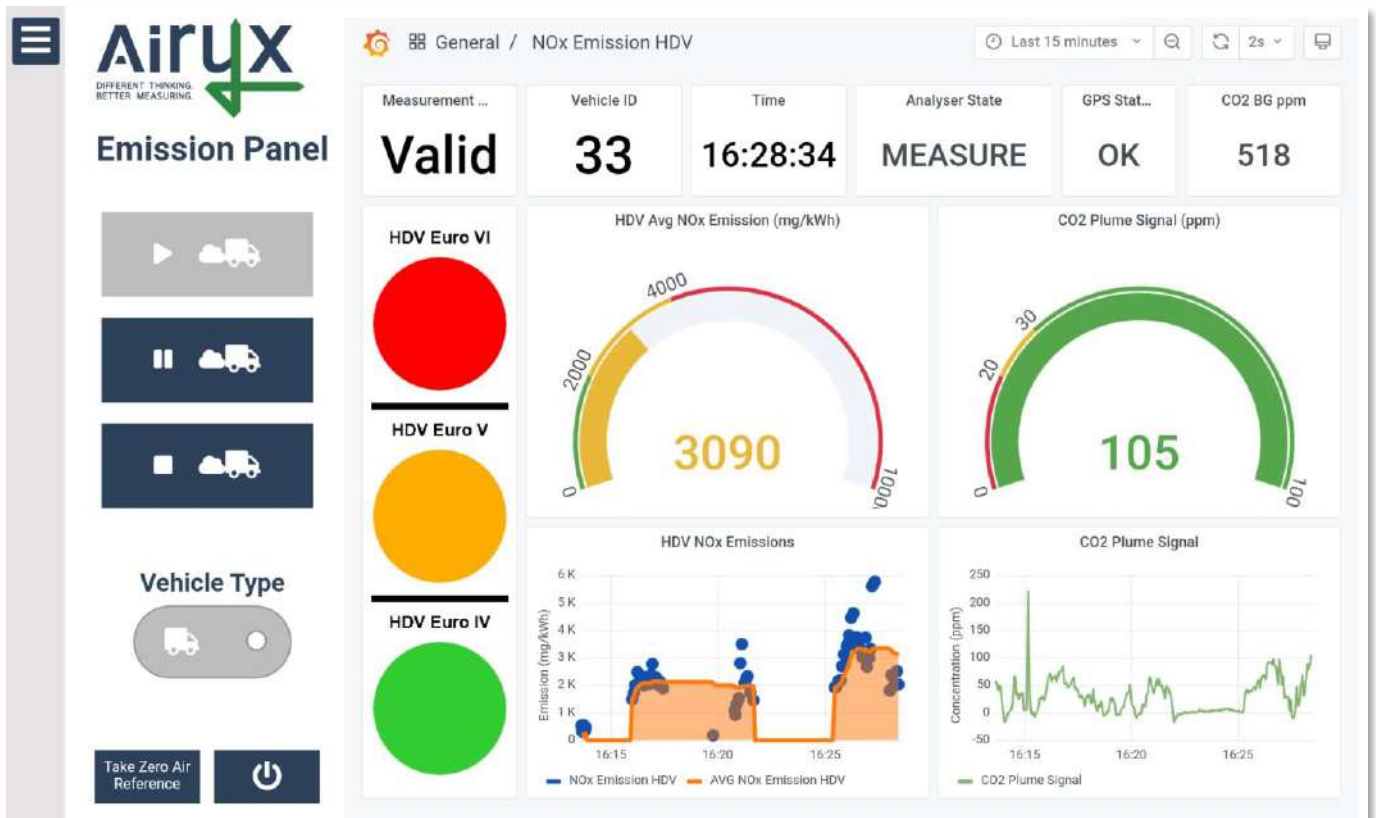 Airyx
DIFFERENT THINKING.
BETTER MEASURING.
Emission Panel
Vehicle Type
Take Zero Air
Reference
General / NOx Emission HDV
Last 15 minutes
2s
Measurement ...
Valid
Vehicle ID
33
Time
16:28:34
Analyser State
MEASURE
GPS Stat...
OK
CO2 BG ppm
518
HDV Euro VI
HDV Euro V
HDV Euro IV
HDV Avg NOx Emission (mg/kWh)
0
2000
4000
1000
3090
CO2 Plume Signal (ppm)
0
20
30
100
105
HDV NOx Emissions
Emission (mg/kWh)
6 K
5 K
4 K
3 K
2 K
1 K
0
16:15 16:20 16:25
NOx Emission HDV AVG NOx Emission HDV
CO2 Plume Signal
Concentration (ppm)
250
200
150
100
50
0
-50
16:15 16:20 16:25
CO2 Plume Signal